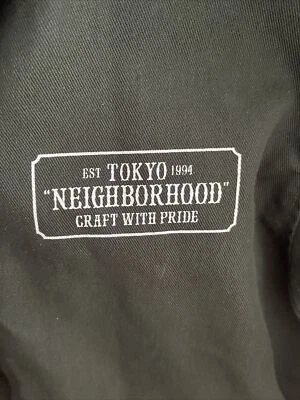 EST TOKYO 1994
"NEIGHBORHOOD"
CRAFT WITH PRIDE